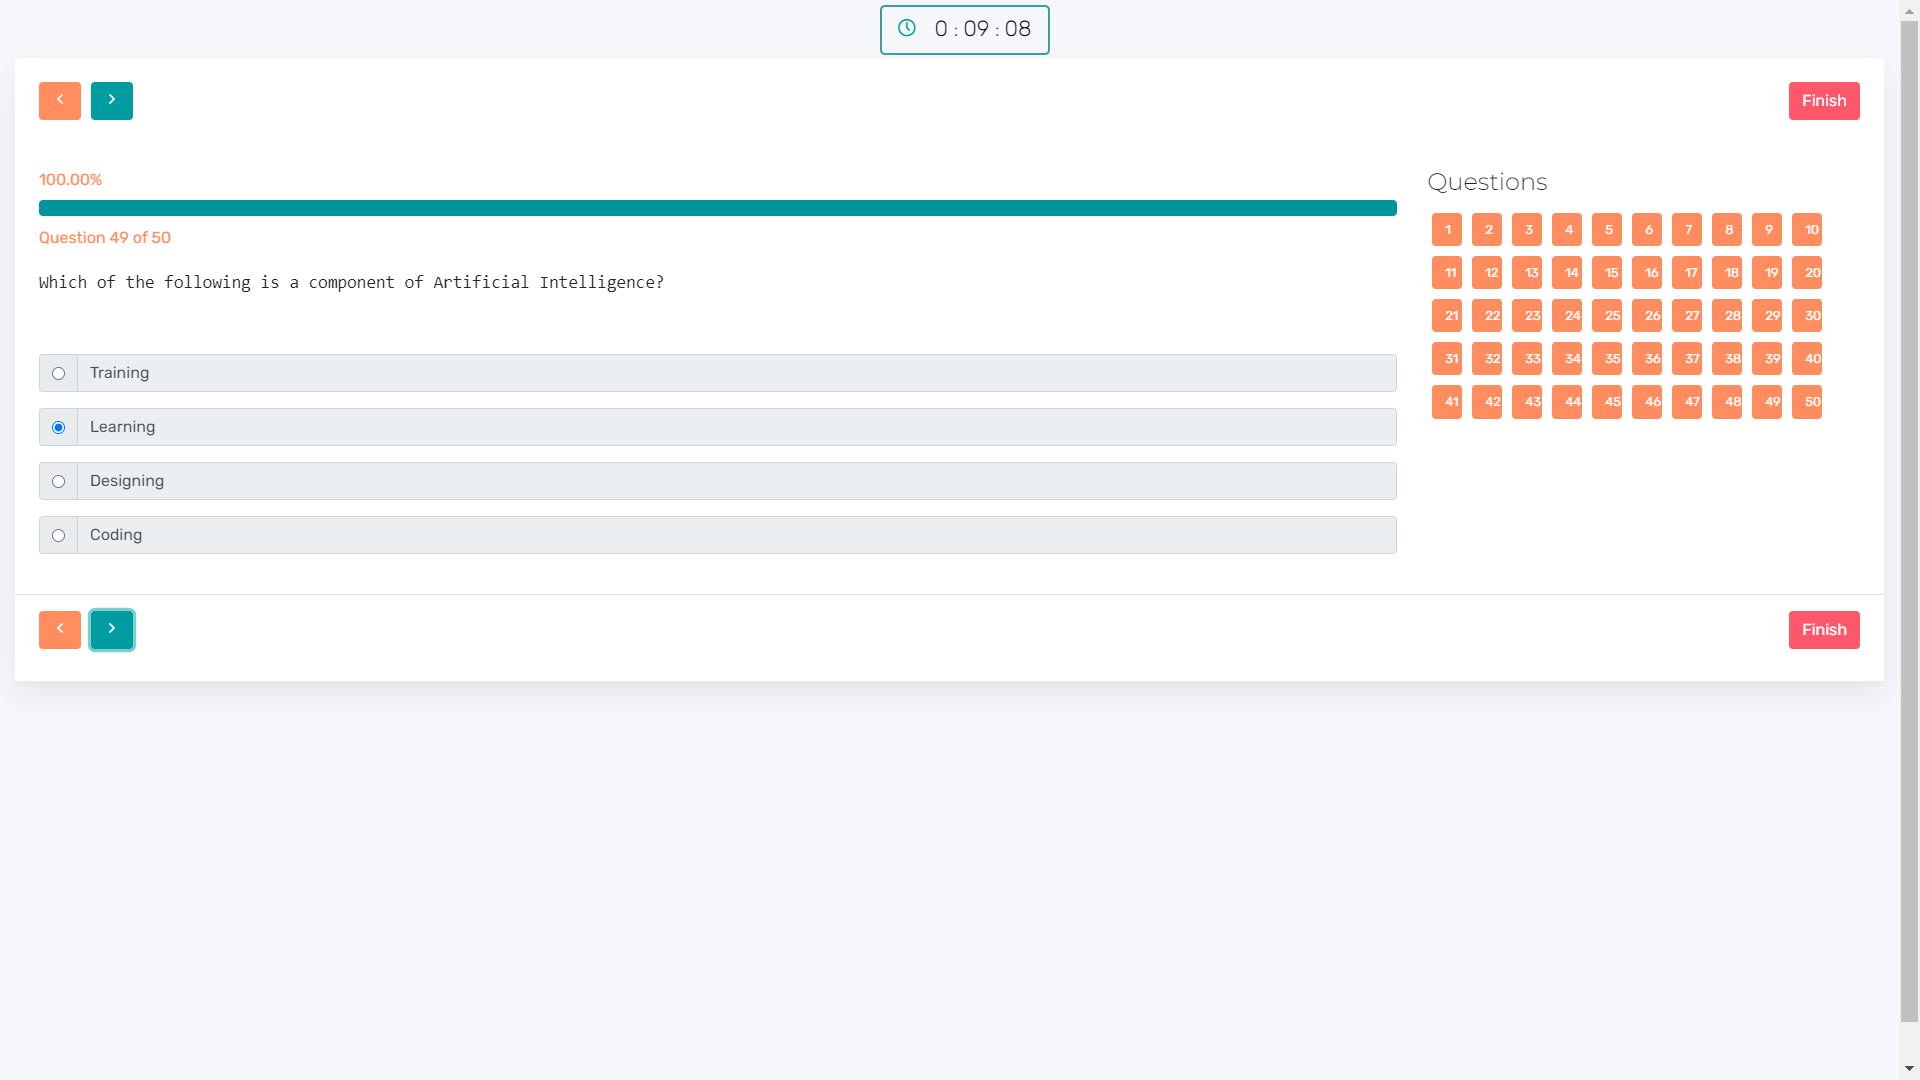 0 : 09 : 08
Finish
100.00%
Question 49 of 50
Which of the following is a component of Artificial Intelligence?
Training
Learning
Designing
Coding
Questions
1 2 3 4 5 6 7 8 9 10
11 12 13 14 15 16 17 18 19 20
21 22 23 24 25 26 27 28 29 30
31 32 33 34 35 36 37 38 39 40
41 42 43 44 45 46 47 48 49 50
Finish